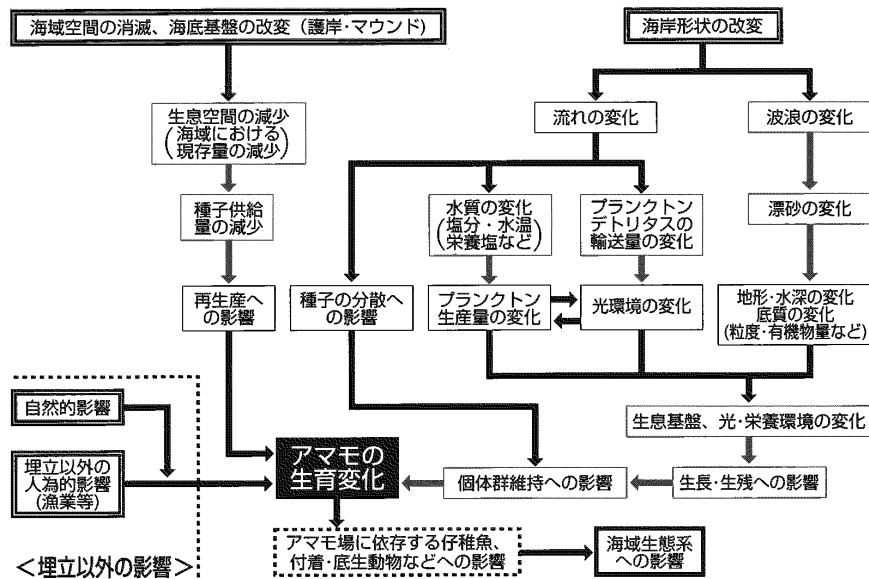 海域空間の消滅、海底基盤の改変（護岸・マウンド）
海岸形状の改変
生息空間の減少
（海域における
現存量の減少）
流れの変化
波浪の変化
種子供給
量の減少
水質の変化
（塩分・水温
栄養塩など）
プランクトン
デトリタスの
輸送量の変化
漂砂の変化
再生産へ
の影響
種子の分散へ
の影響
プランクトン
生産量の変化
光環境の変化
地形・水深の変化
底質の変化
(粒度・有機物量など)
自然的影響
生息基盤、光・栄養環境の変化
埋立以外の
人為的影響
(漁業等)
アマモの
生育変化
個体群維持への影響
生長・生残への影響
アマモ場に依存する仔稚魚、
付着・底生動物などへの影響
海域生態系
への影響
＜埋立以外の影響＞